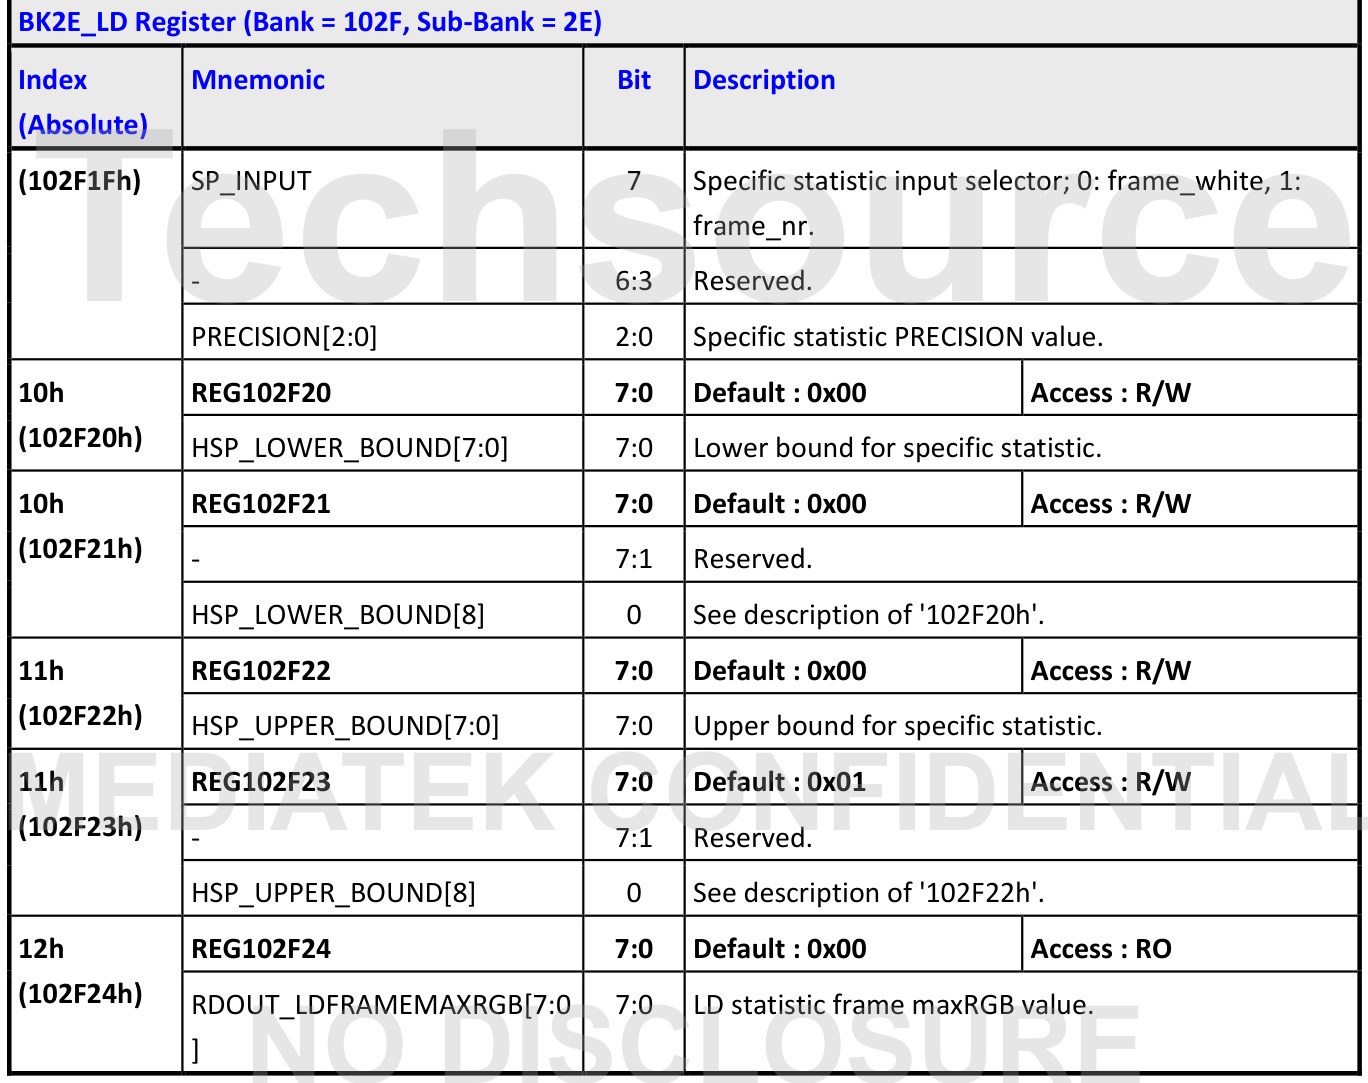 BK2E_LD Register (Bank = 102F, Sub-Bank = 2E)
Index
(Absolute)
Mnemonic
Bit
Description
(102F1Fh)
SP_INPUT
7
Specific statistic input selector; 0: frame_white, 1:
frame_nr.
-
6:3
Reserved.
PRECISION[2:0]
2:0
Specific statistic PRECISION value.
10h
(102F20h)
REG102F20
7:0
Default : 0x00
Access : R/W
HSP_LOWER_BOUND[7:0]
7:0
Lower bound for specific statistic.
10h
(102F21h)
REG102F21
7:0
Default : 0x00
Access : R/W
-
7:1
Reserved.
HSP_LOWER_BOUND[8]
0
See description of '102F20h'.
11h
(102F22h)
REG102F22
7:0
Default : 0x00
Access : R/W
HSP_UPPER_BOUND[7:0]
7:0
Upper bound for specific statistic.
11h
(102F23h)
REG102F23
7:0
Default : 0x01
Access : R/W
-
7:1
Reserved.
HSP_UPPER_BOUND[8]
0
See description of '102F22h'.
12h
(102F24h)
REG102F24
7:0
Default : 0x00
Access : RO
RDOUT_LDFRAMEMAXRGB[7:0
]
7:0
LD statistic frame maxRGB value.
Techsource
MEDIATEK CONFIDENTIAL
NO DISCLOSURE